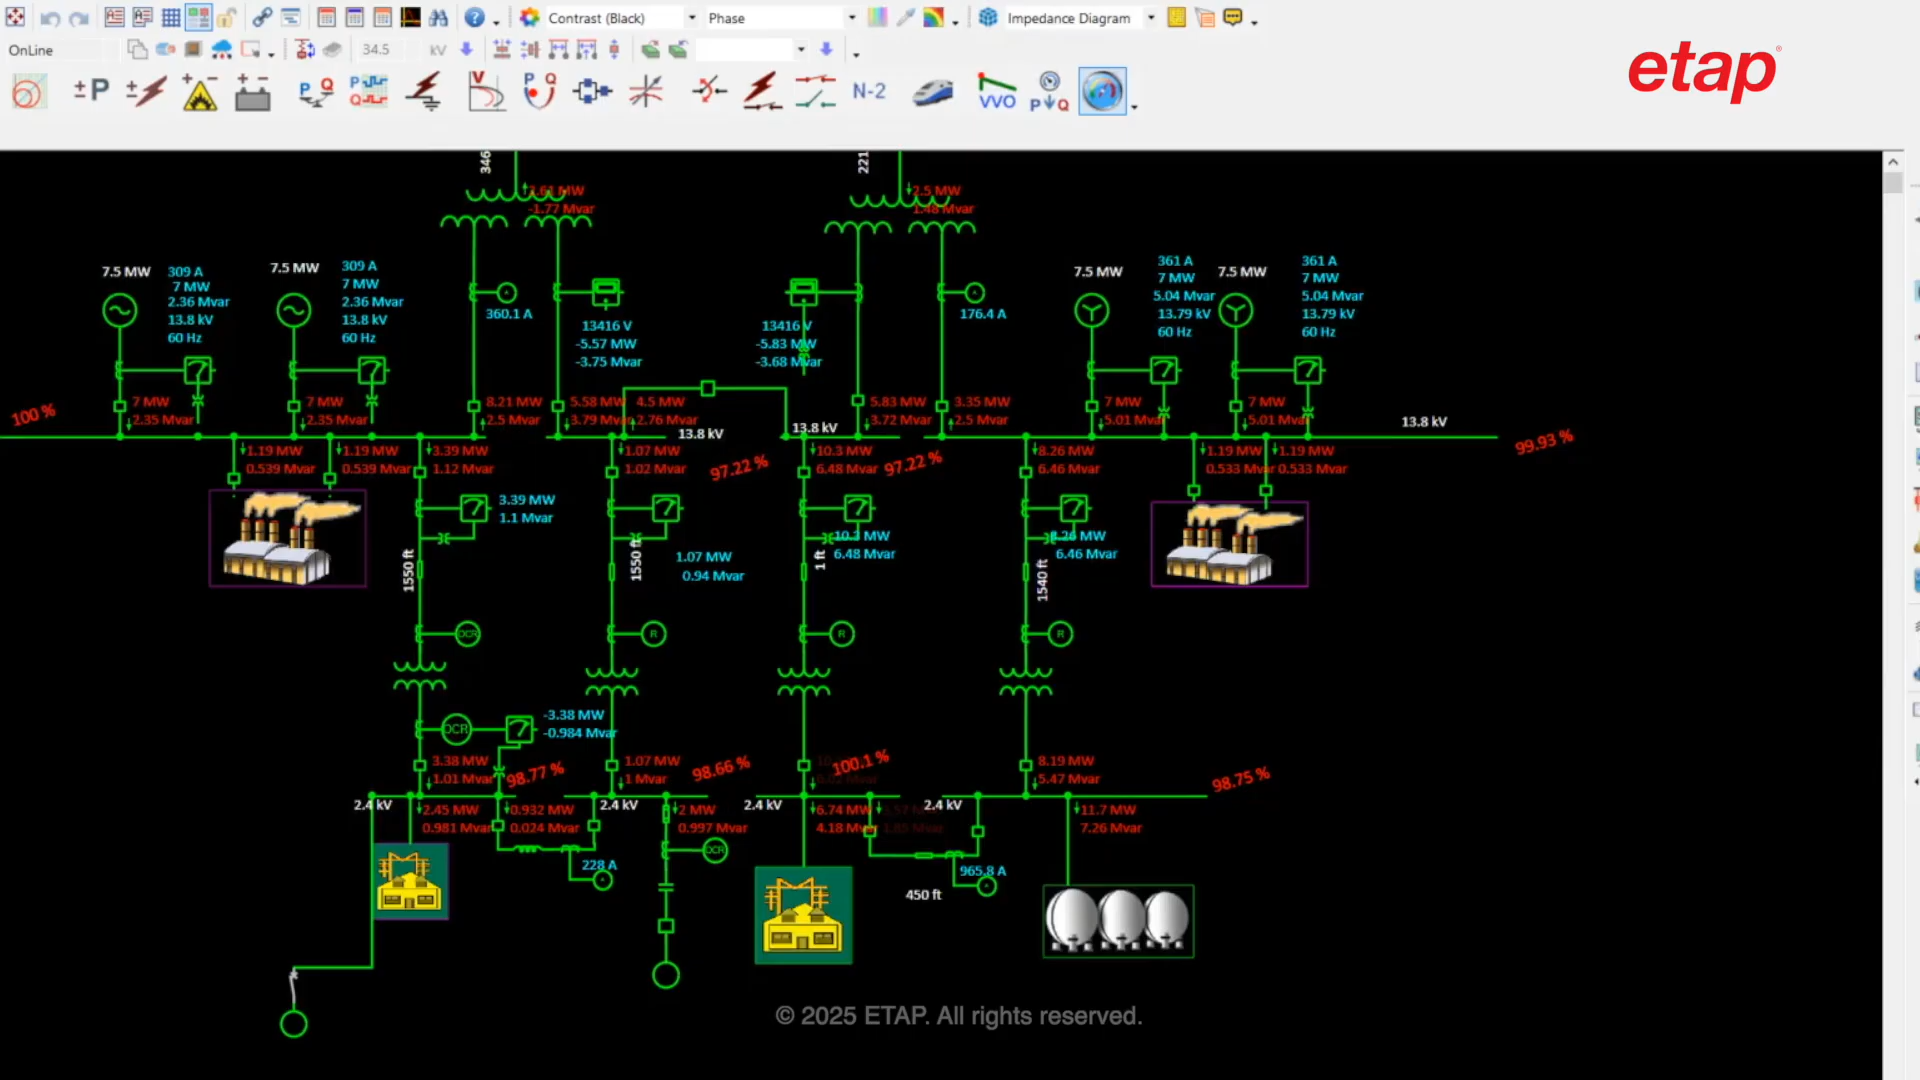 Contrast (Black)
Phase
Impedance Diagram
OnLine
34.5
kV
etap
±P
P Q
P
Q
V
P Q
N-2
VVO
P Q
346
221
3.61 MW
-1.77 Mvar
2.5 MW
1.48 Mvar
7.5 MW
309 A
7 MW
2.36 Mvar
13.8 kV
60 Hz
7.5 MW
309 A
7 MW
2.36 Mvar
13.8 kV
60 Hz
360.1 A
13416 V
-5.57 MW
-3.75 Mvar
13416 V
-5.83 MW
-3.68 Mvar
176.4 A
7.5 MW
361 A
7 MW
5.04 Mvar
13.79 kV
60 Hz
7.5 MW
361 A
7 MW
5.04 Mvar
13.79 kV
60 Hz
100 %
7 MW
2.35 Mvar
7 MW
2.35 Mvar
8.21 MW
2.5 Mvar
5.58 MW
3.79 Mvar
4.5 MW
2.76 Mvar
5.83 MW
3.72 Mvar
3.35 MW
2.5 Mvar
7 MW
5.01 Mvar
7 MW
5.01 Mvar
13.8 kV
13.8 kV
13.8 kV
99.93 %
1.19 MW
0.539 Mvar
1.19 MW
0.539 Mvar
3.39 MW
1.12 Mvar
1.07 MW
1.02 Mvar
97.22 %
10.3 MW
6.48 Mvar
97.22 %
8.26 MW
6.46 Mvar
1.19 MW
0.533 Mvar
1.19 MW
0.533 Mvar
3.39 MW
1.1 Mvar
1.07 MW
0.94 Mvar
10.3 MW
6.48 Mvar
8.26 MW
6.46 Mvar
1550 ft
1550 ft
1 ft
1540 ft
OCR
R
R
R
OCR
-3.38 MW
-0.984 Mvar
3.38 MW
1.01 Mvar
98.77 %
1.07 MW
1 Mvar
98.66 %
100.1 %
8.19 MW
5.47 Mvar
98.75 %
2.4 kV
2.45 MW
0.981 Mvar
0.932 MW
0.024 Mvar
2.4 kV
2 MW
0.997 Mvar
2.4 kV
6.74 MW
4.18 Mvar
2.4 kV
11.7 MW
7.26 Mvar
OCR
228 A
965.8 A
450 ft
© 2025 ETAP. All rights reserved.